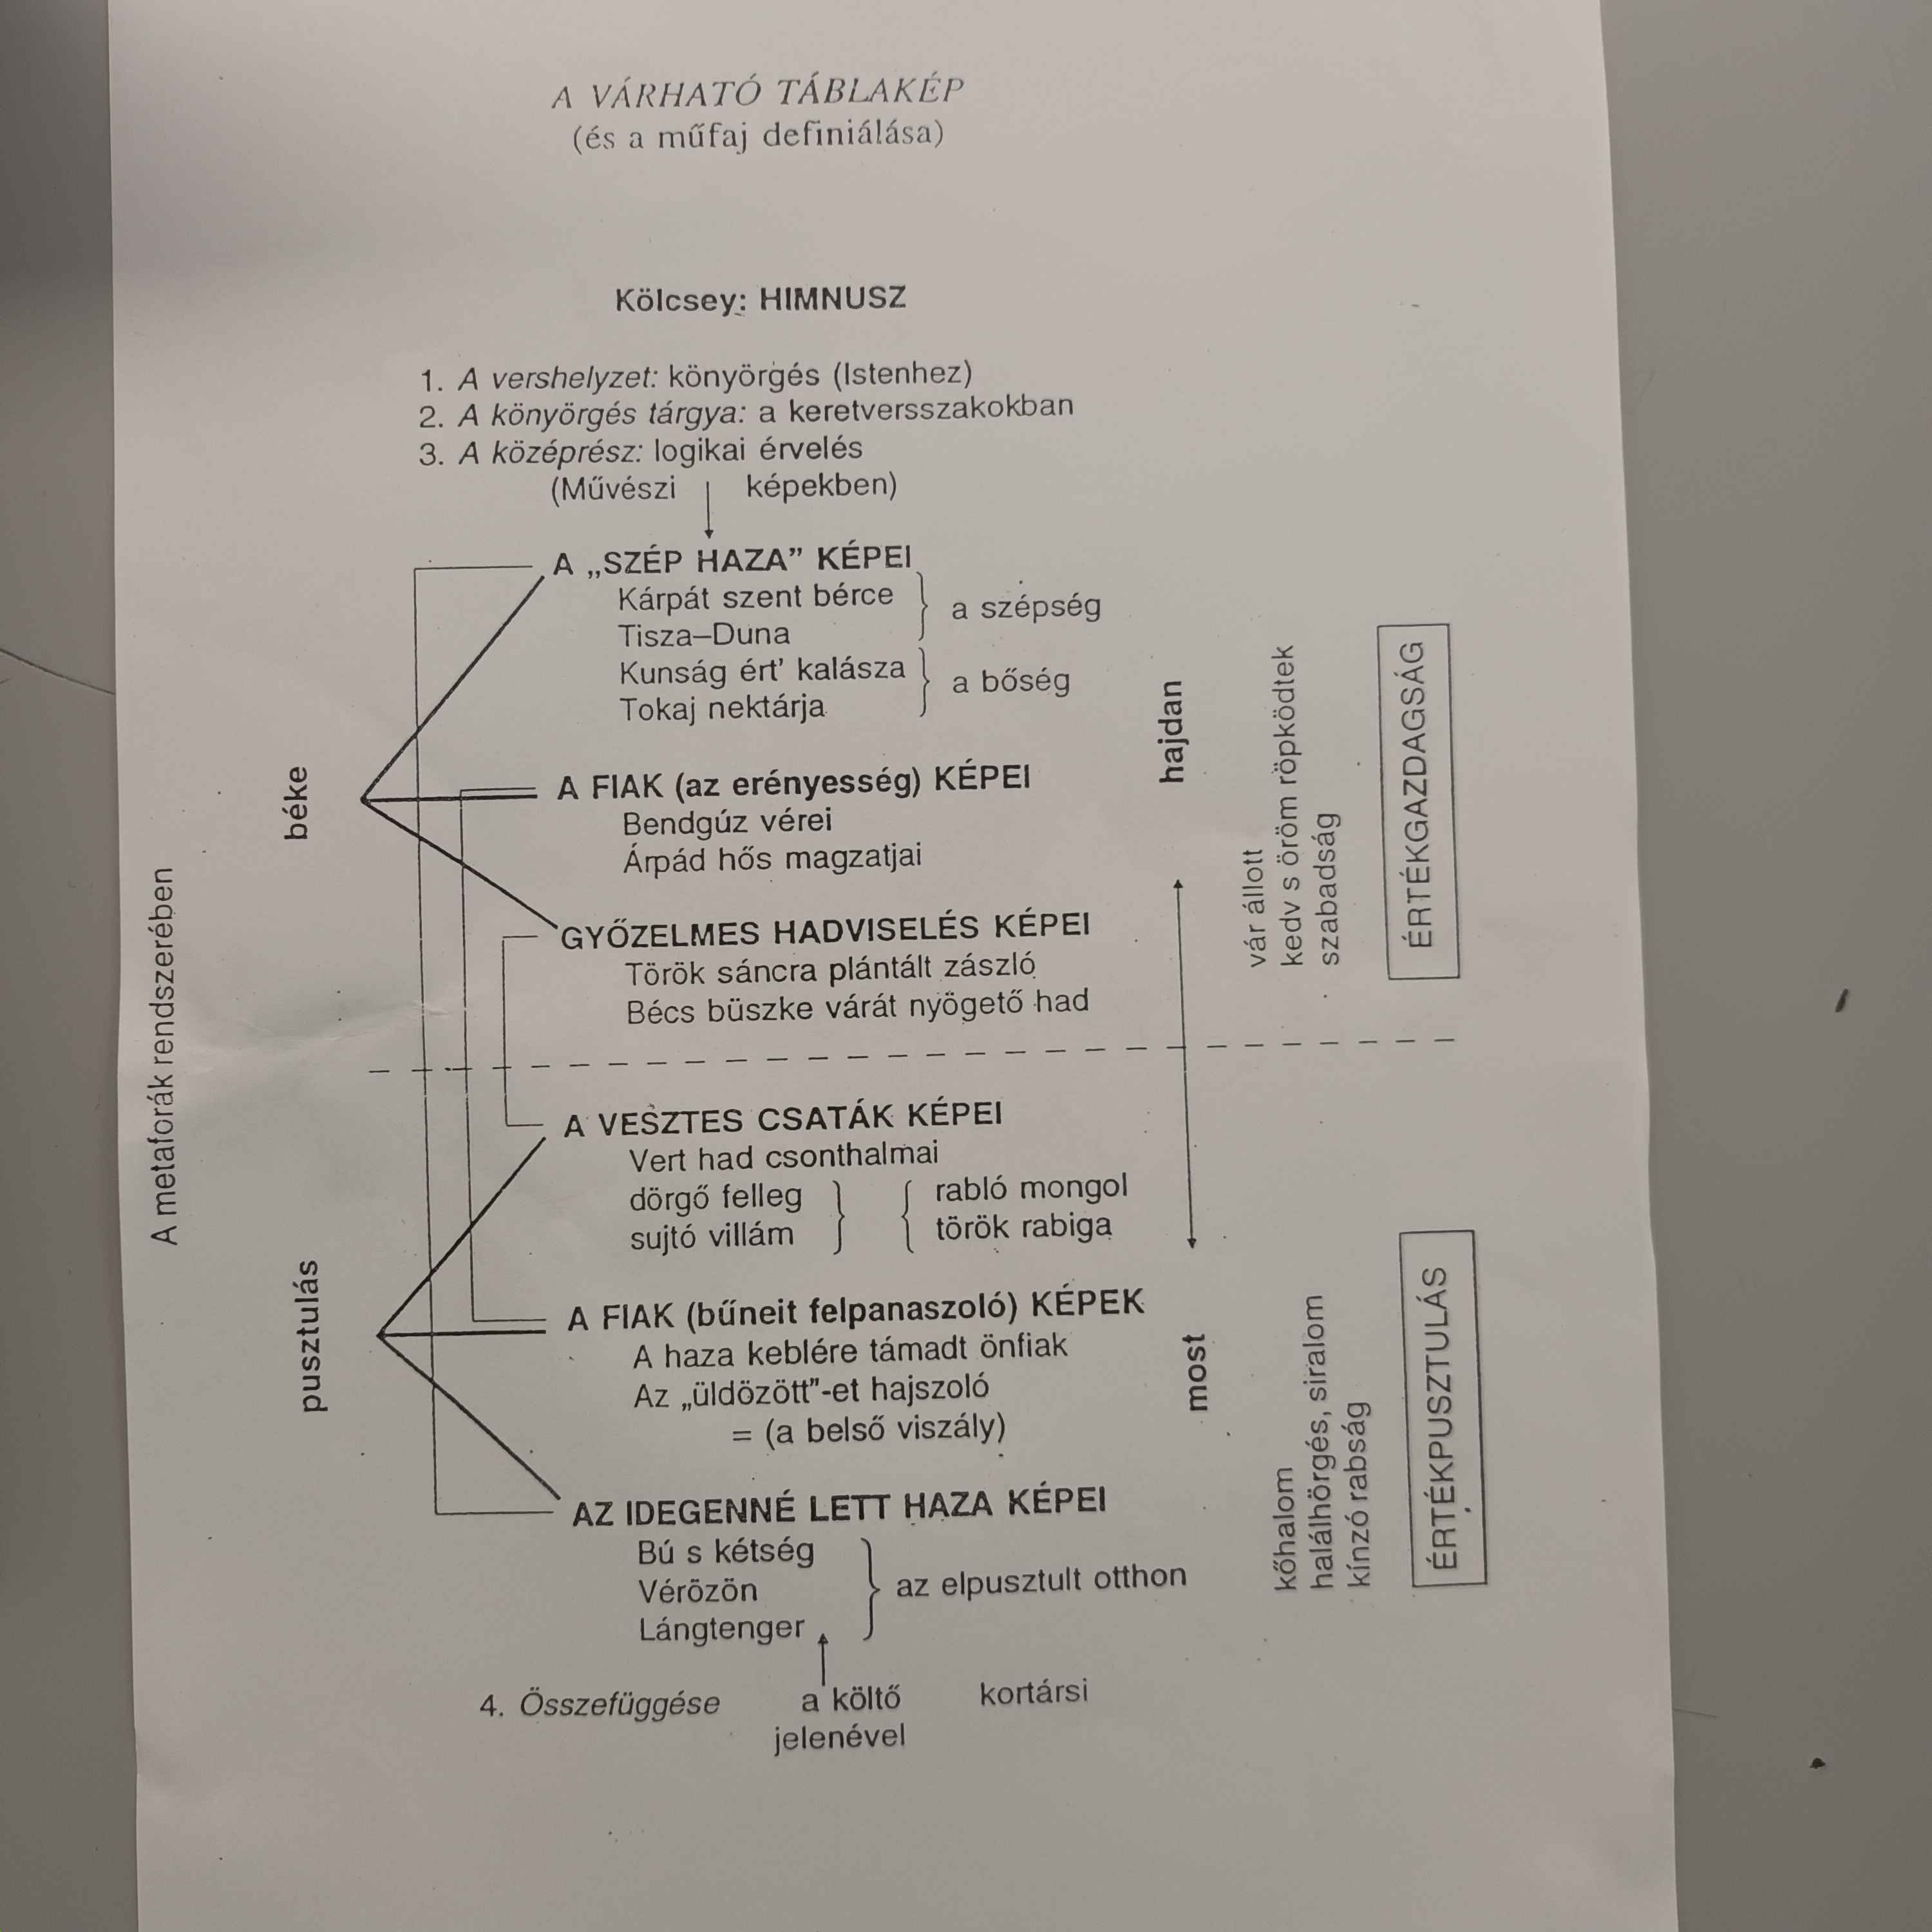 A VÁRHATÓ TÁBLAKÉP
(és a műfaj definiálása)
Kölcsey: HIMNUSZ
1. A vershelyzet: könyörgés (Istenhez)
2. A könyörgés tárgya: a keretversszakokban
3. A középrész: logikai érvelés
(Művészi képekben)
A „SZÉP HAZA” KÉPEI
Kárpát szent bérce
Tisza–Duna
a szépség
Kunság ért’ kalásza
Tokaj nektárja
a bőség
A FIAK (az erényesség) KÉPEI
Bendgúz vérei
Árpád hős magzatjai
GYŐZELMES HADVISELÉS KÉPEI
Török sáncra plántált zászló
Bécs büszke várát nyögető had
A VESZTES CSATÁK KÉPEI
Vert had csonthalmai
dörgő felleg
sujtó villám
rabló mongol
török rabiga
A FIAK (bűneit felpanaszoló) KÉPEK
A haza keblére támadt önfiak
Az „üldözött”-et hajszoló
= (a belső viszály)
AZ IDEGENNÉ LETT HAZA KÉPEI
Bú s kétség
Vérözön
Lángtenger
az elpusztult otthon
4. Összefüggése a költő kortársi
jelenével
A metaforák rendszerében
béke
pusztulás
hajdan
most
vár állott
kedv s öröm röpködtek
szabadság
ÉRTÉKGAZDAGSÁG
kőhalom
halálhörgés, siralom
kínzó rabság
ÉRTÉKPUSZTULÁS